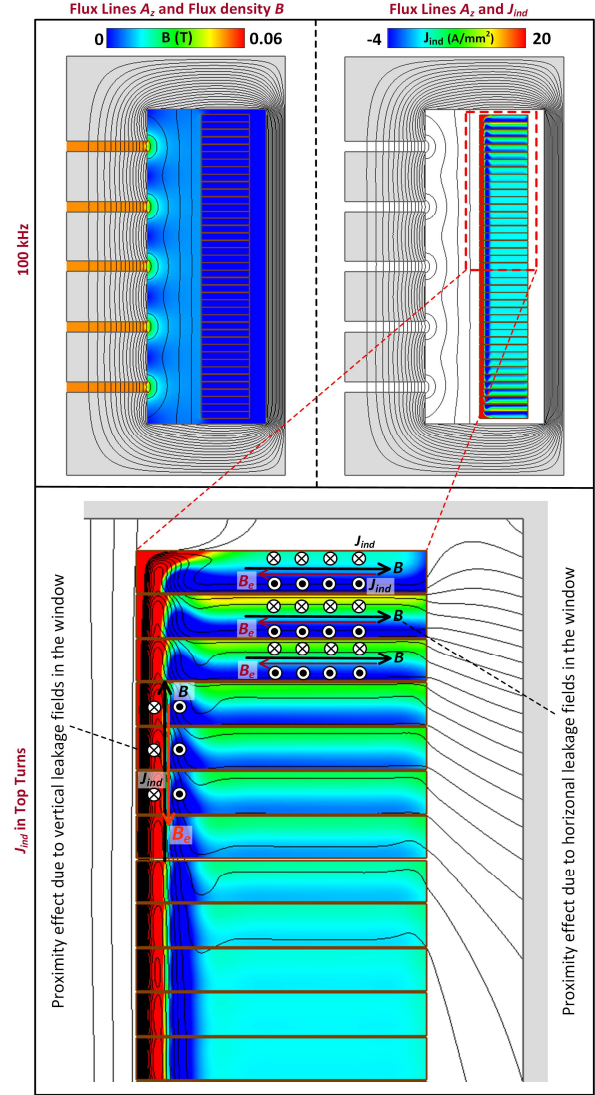 Flux Lines Az and Flux density B
Flux Lines Az and Jind
0 B (T) 0.06
-4 Jind (A/mm²) 20
100 kHz
Jind
Be B
Jind
Be B
Be B
B
Jind
Be
Jind in Top Turns
Proximity effect due to vertical leakage fields in the window
Proximity effect due to horizonal leakage fields in the window